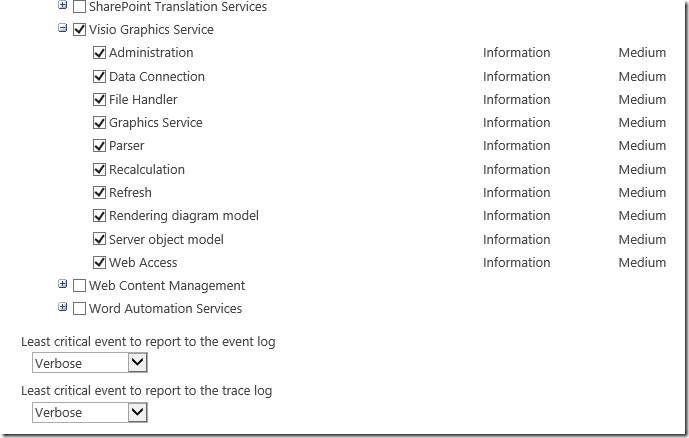 SharePoint Translation Services
Visio Graphics Service
Administration Information Medium
Data Connection Information Medium
File Handler Information Medium
Graphics Service Information Medium
Parser Information Medium
Recalculation Information Medium
Refresh Information Medium
Rendering diagram model Information Medium
Server object model Information Medium
Web Access Information Medium
Web Content Management
Word Automation Services
Least critical event to report to the event log
Verbose
Least critical event to report to the trace log
Verbose